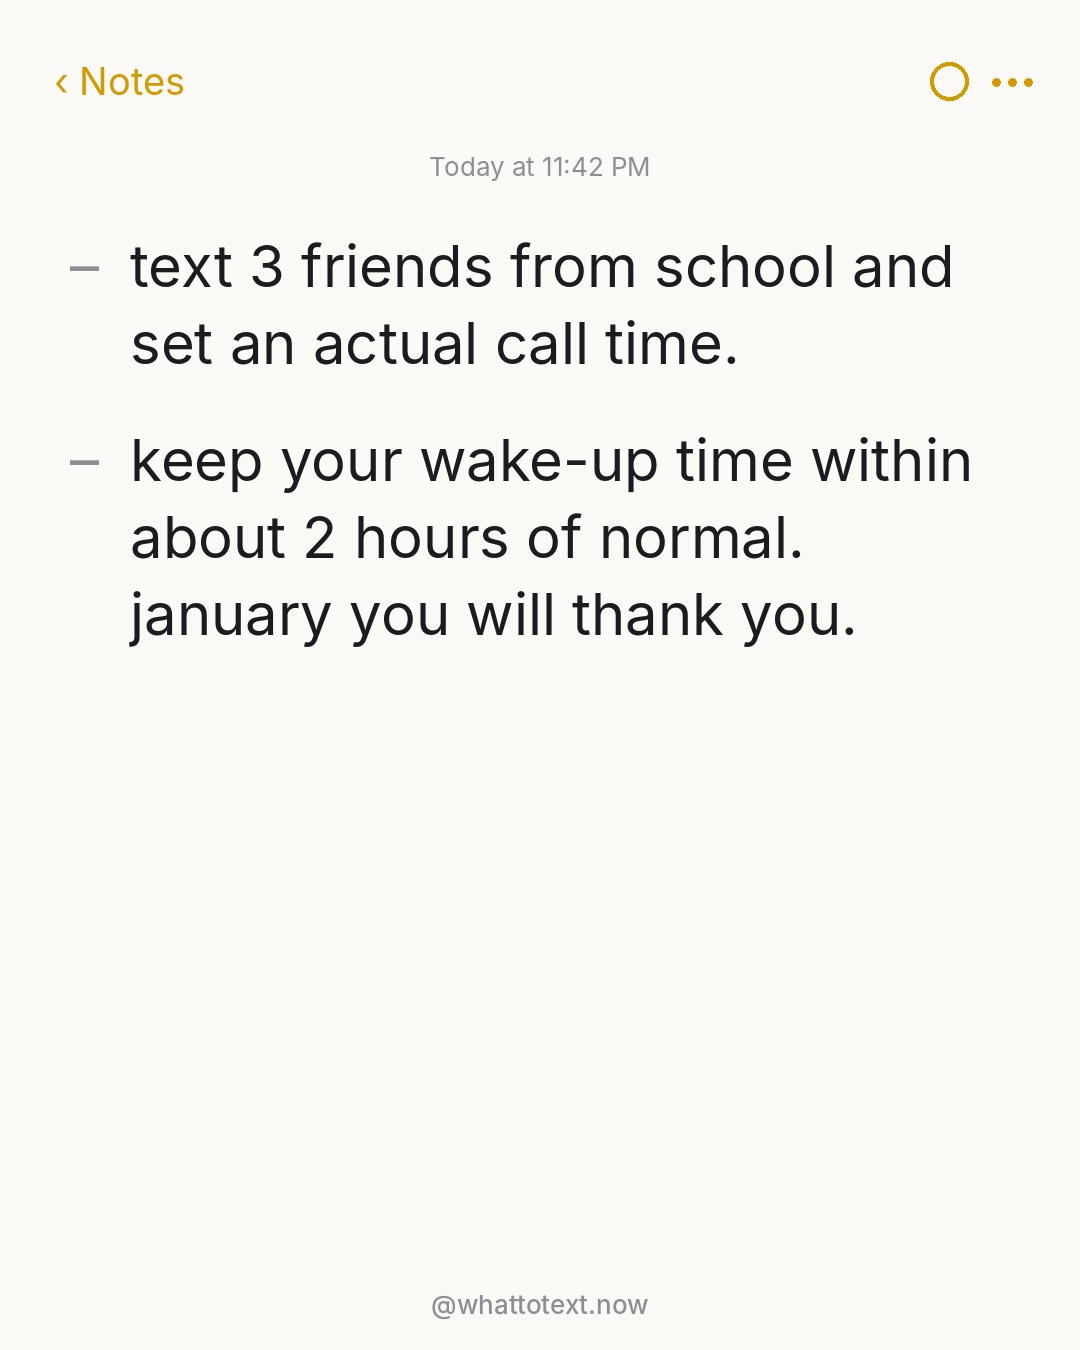 ‹ Notes
Today at 11:42 PM
– text 3 friends from school and
set an actual call time.
– keep your wake-up time within
about 2 hours of normal.
january you will thank you.
@whattotext.now